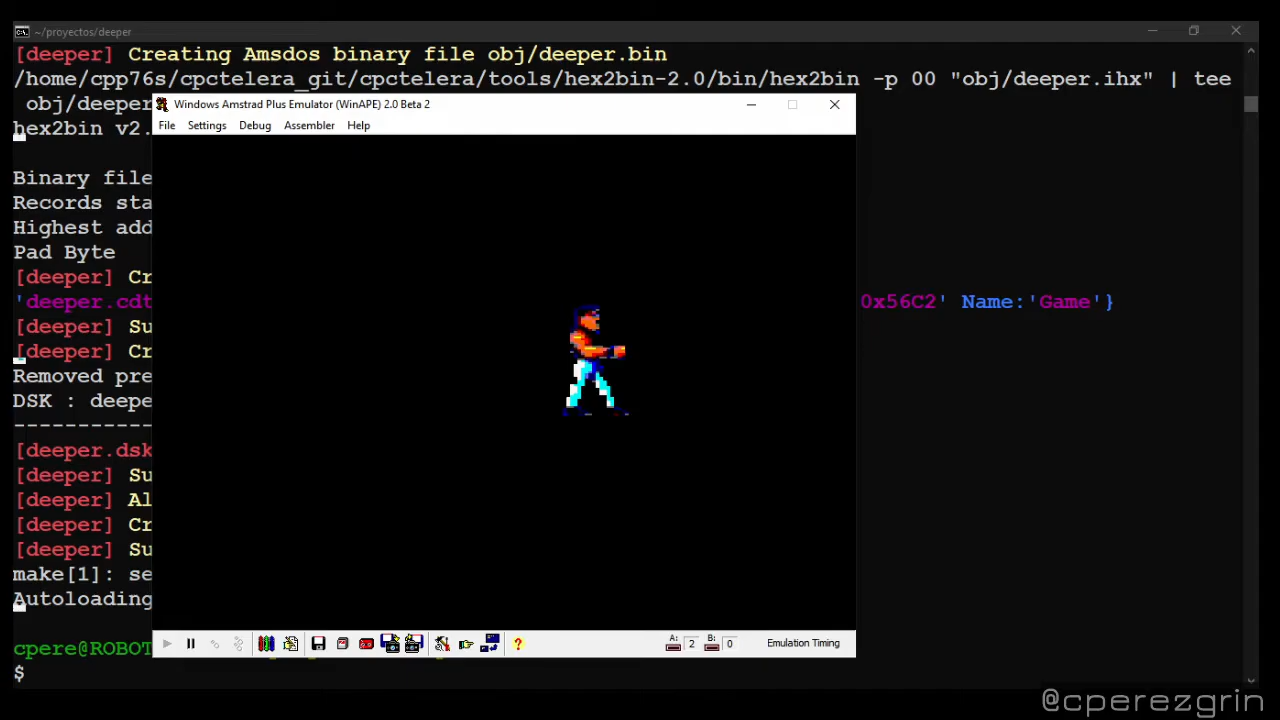 ~/proyectos/deeper
[deeper] Creating Amsdos binary file obj/deeper.bin
/home/cpp76s/cpctelera_git/cpctelera/tools/hex2bin-2.0/bin/hex2bin -p 00 "obj/deeper.ihx" | tee
obj/deeper
Windows Amstrad Plus Emulator (WinAPE) 2.0 Beta 2
hex2bin v2.
File Settings Debug Assembler Help
Binary file
Records sta
Highest add
Pad Byte
[deeper] Cr
'deeper.cdt 0x56C2' Name:'Game'}
[deeper] Su
[deeper] Cr
Removed pre
DSK : deepe
-----------
[deeper.dsk
[deeper] Su
[deeper] Al
[deeper] Cr
[deeper] Su
make[1]: se
Autoloading
cpere@ROBOT
A: 2 B: 0 Emulation Timing
$
@cperezgrin